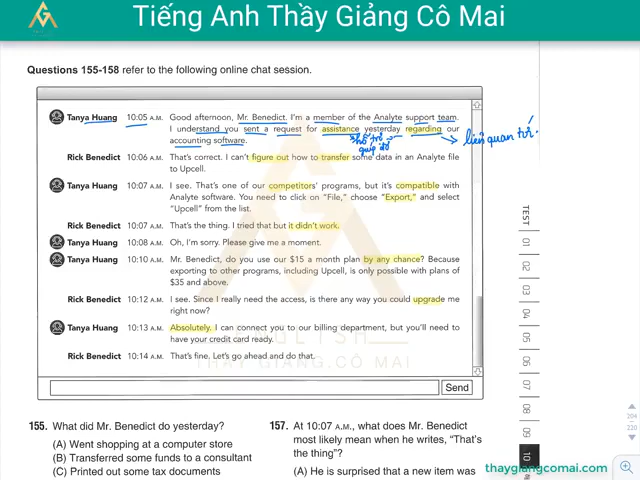 Tiếng Anh Thầy Giảng Cô Mai
Questions 155-158 refer to the following online chat session.
Tanya Huang 10:05 A.M. Good afternoon, Mr. Benedict. I'm a member of the Analyte support team.
I understand you sent a request for assistance yesterday regarding our
accounting software.
hỗ trợ
giúp đỡ
liên quan tới.
Rick Benedict 10:06 A.M. That's correct. I can't figure out how to transfer some data in an Analyte file
to Upcell.
Tanya Huang 10:07 A.M. I see. That's one of our competitors' programs, but it's compatible with
Analyte software. You need to click on "File," choose "Export," and select
"Upcell" from the list.
Rick Benedict 10:07 A.M. That's the thing. I tried that but it didn't work.
Tanya Huang 10:08 A.M. Oh, I'm sorry. Please give me a moment.
Tanya Huang 10:10 A.M. Mr. Benedict, do you use our $15 a month plan by any chance? Because
exporting to other programs, including Upcell, is only possible with plans of
$35 and above.
Rick Benedict 10:12 A.M. I see. Since I really need the access, is there any way you could upgrade me
right now?
Tanya Huang 10:13 A.M. Absolutely. I can connect you to our billing department, but you'll need to
have your credit card ready.
Rick Benedict 10:14 A.M. That's fine. Let's go ahead and do that.
ENGLISH
THAY GIANG.CÔ MAI
Send
155. What did Mr. Benedict do yesterday?
(A) Went shopping at a computer store
(B) Transferred some funds to a consultant
(C) Printed out some tax documents
157. At 10:07 A.M., what does Mr. Benedict
most likely mean when he writes, "That's
the thing"?
(A) He is surprised that a new item was
TEST
01
02
03
04
05
06
07
08
09
10
204
220
thaygiangcomai.com